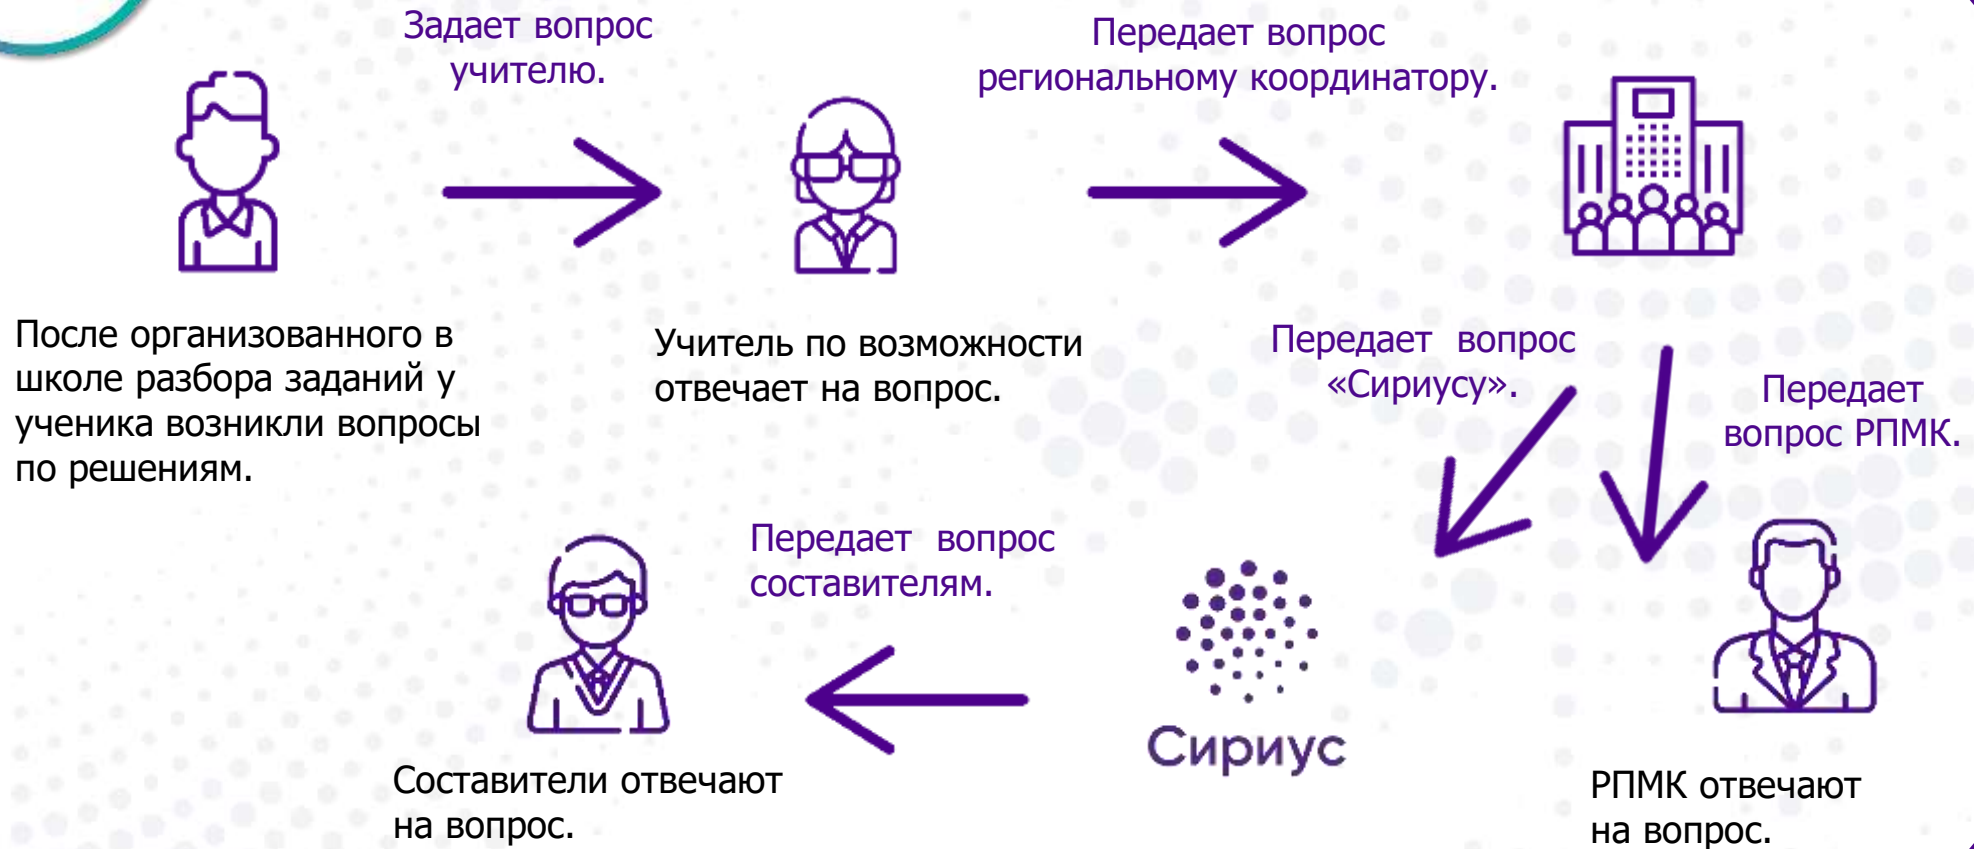 Задает вопрос
учителю.
Передает вопрос
региональному координатору.
После организованного в
школе разбора заданий у
ученика возникли вопросы
по решениям.
Учитель по возможности
отвечает на вопрос.
Передает вопрос
«Сириусу».
Передает
вопрос РПМК.
Передает вопрос
составителям.
Сириус
Составители отвечают
на вопрос.
РПМК отвечают
на вопрос.